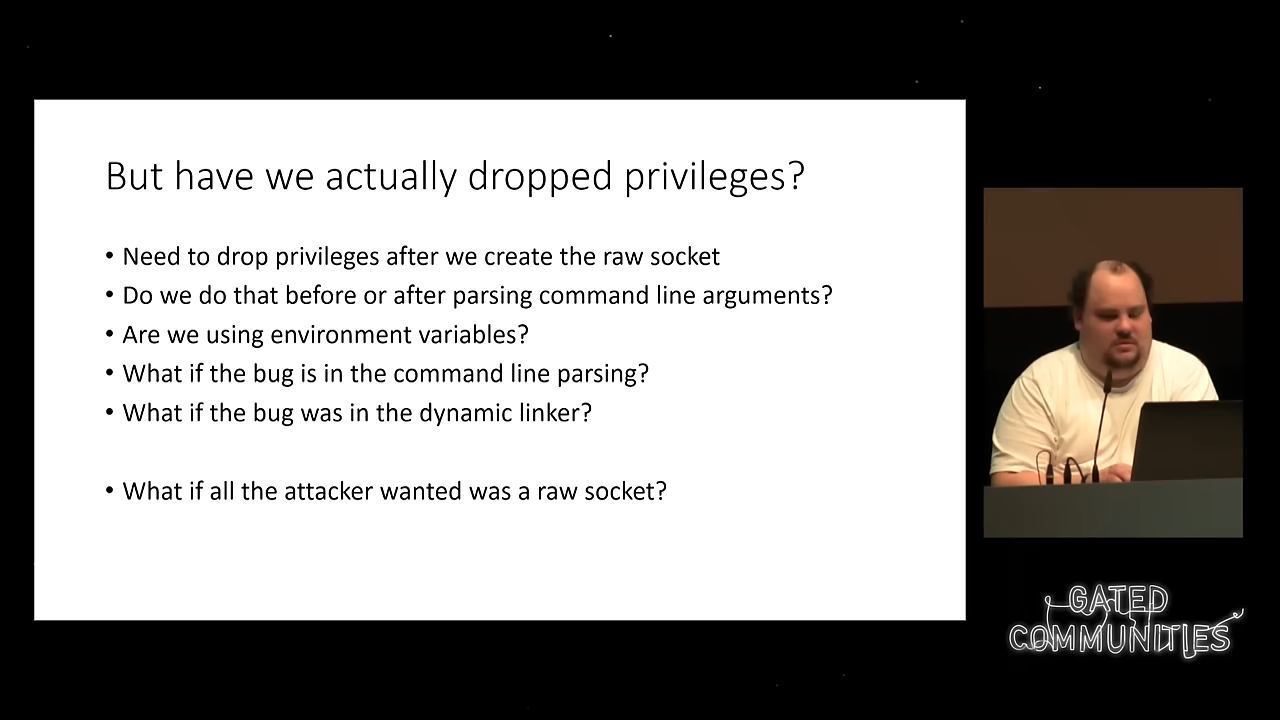 But have we actually dropped privileges?
• Need to drop privileges after we create the raw socket
• Do we do that before or after parsing command line arguments?
• Are we using environment variables?
• What if the bug is in the command line parsing?
• What if the bug was in the dynamic linker?
• What if all the attacker wanted was a raw socket?
GATED
COMMUNITIES